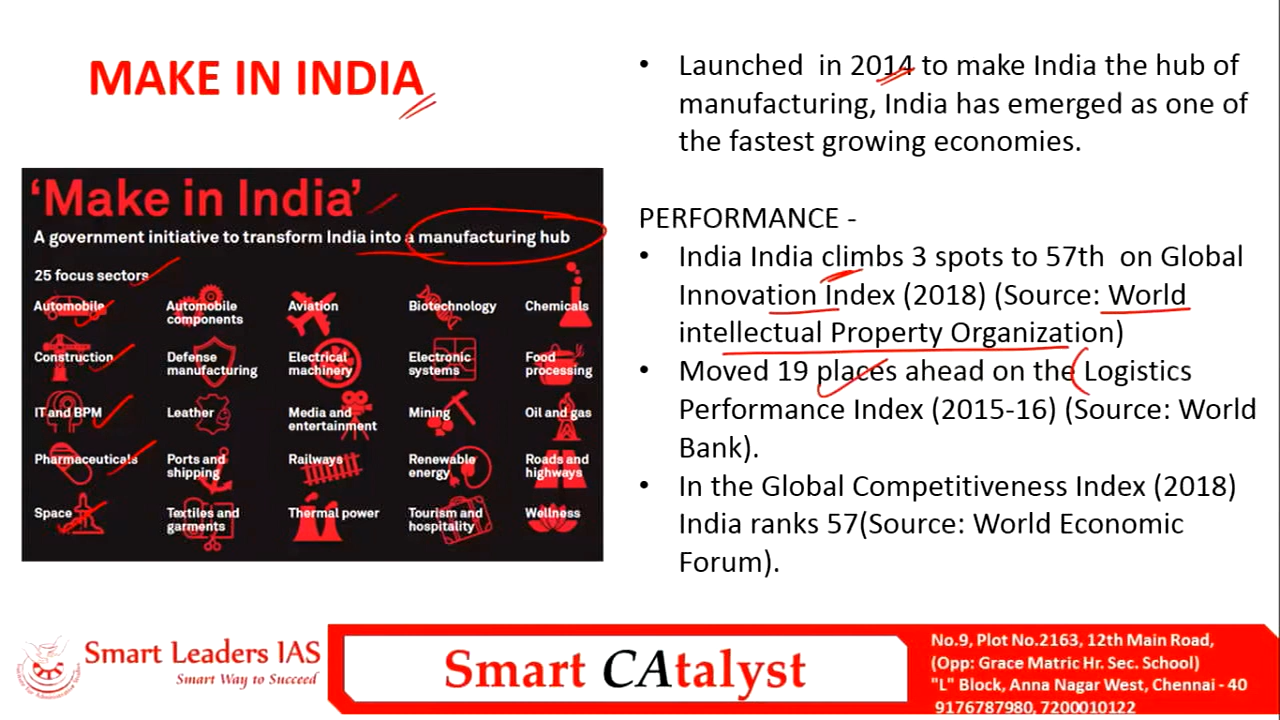 MAKE IN INDIA
'Make in India'
A government initiative to transform India into a manufacturing hub
25 focus sectors
Automobile
Automobile components
Aviation
Biotechnology
Chemicals
Construction
Defense manufacturing
Electrical machinery
Electronic systems
Food processing
IT and BPM
Leather
Media and entertainment
Mining
Oil and gas
Pharmaceuticals
Ports and shipping
Railways
Renewable energy
Roads and highways
Space
Textiles and garments
Thermal power
Tourism and hospitality
Wellness
• Launched in 2014 to make India the hub of
manufacturing, India has emerged as one of
the fastest growing economies.
PERFORMANCE -
• India India climbs 3 spots to 57th on Global
Innovation Index (2018) (Source: World
intellectual Property Organization)
• Moved 19 places ahead on the Logistics
Performance Index (2015-16) (Source: World
Bank).
• In the Global Competitiveness Index (2018)
India ranks 57(Source: World Economic
Forum).
Smart Leaders IAS
Smart Way to Succeed
Smart CAtalyst
No.9, Plot No.2163, 12th Main Road,
(Opp: Grace Matric Hr. Sec. School)
"L" Block, Anna Nagar West, Chennai - 40
9176787980, 7200010122